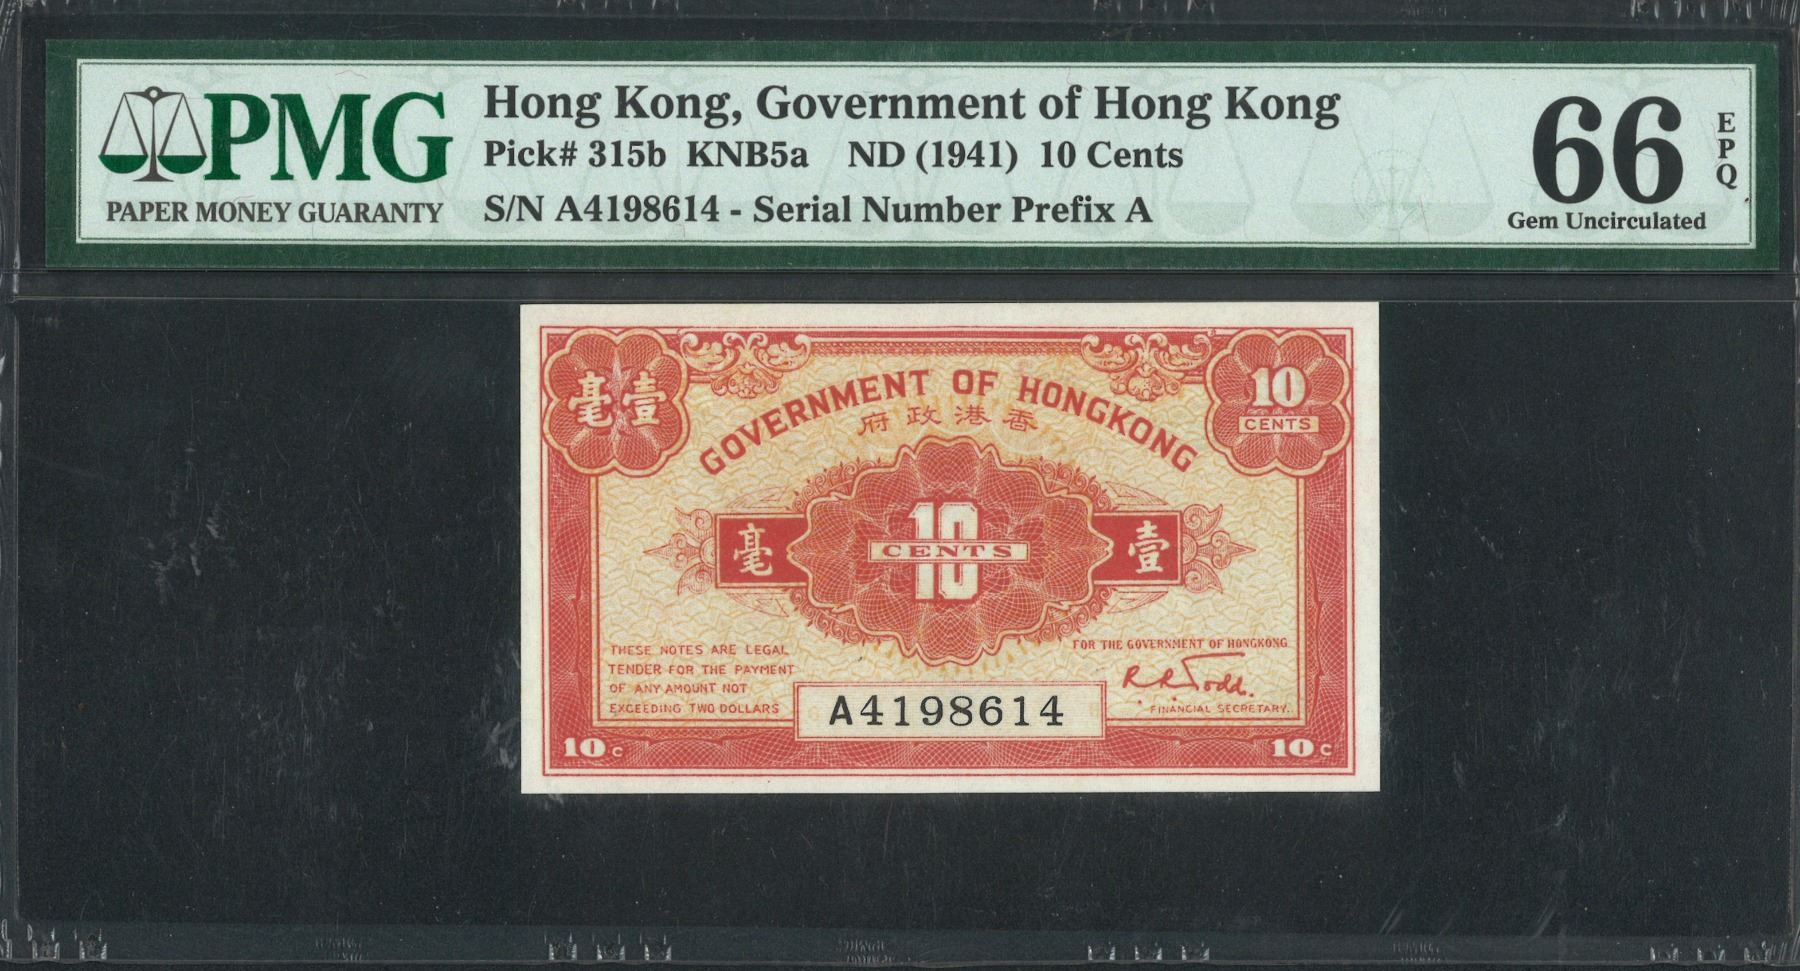 PMG
PAPER MONEY GUARANTY
Hong Kong, Government of Hong Kong
Pick# 315b KNB5a ND (1941) 10 Cents
S/N A4198614 - Serial Number Prefix A
66
EPQ
Gem Uncirculated
毫壹
10
CENTS
GOVERNMENT OF HONGKONG
府政港香
毫
10
CENTS
壹
THESE NOTES ARE LEGAL
TENDER FOR THE PAYMENT
OF ANY AMOUNT NOT
EXCEEDING TWO DOLLARS
FOR THE GOVERNMENT OF HONGKONG
R.R. Todd.
FINANCIAL SECRETARY.
A4198614
10 C
10 C